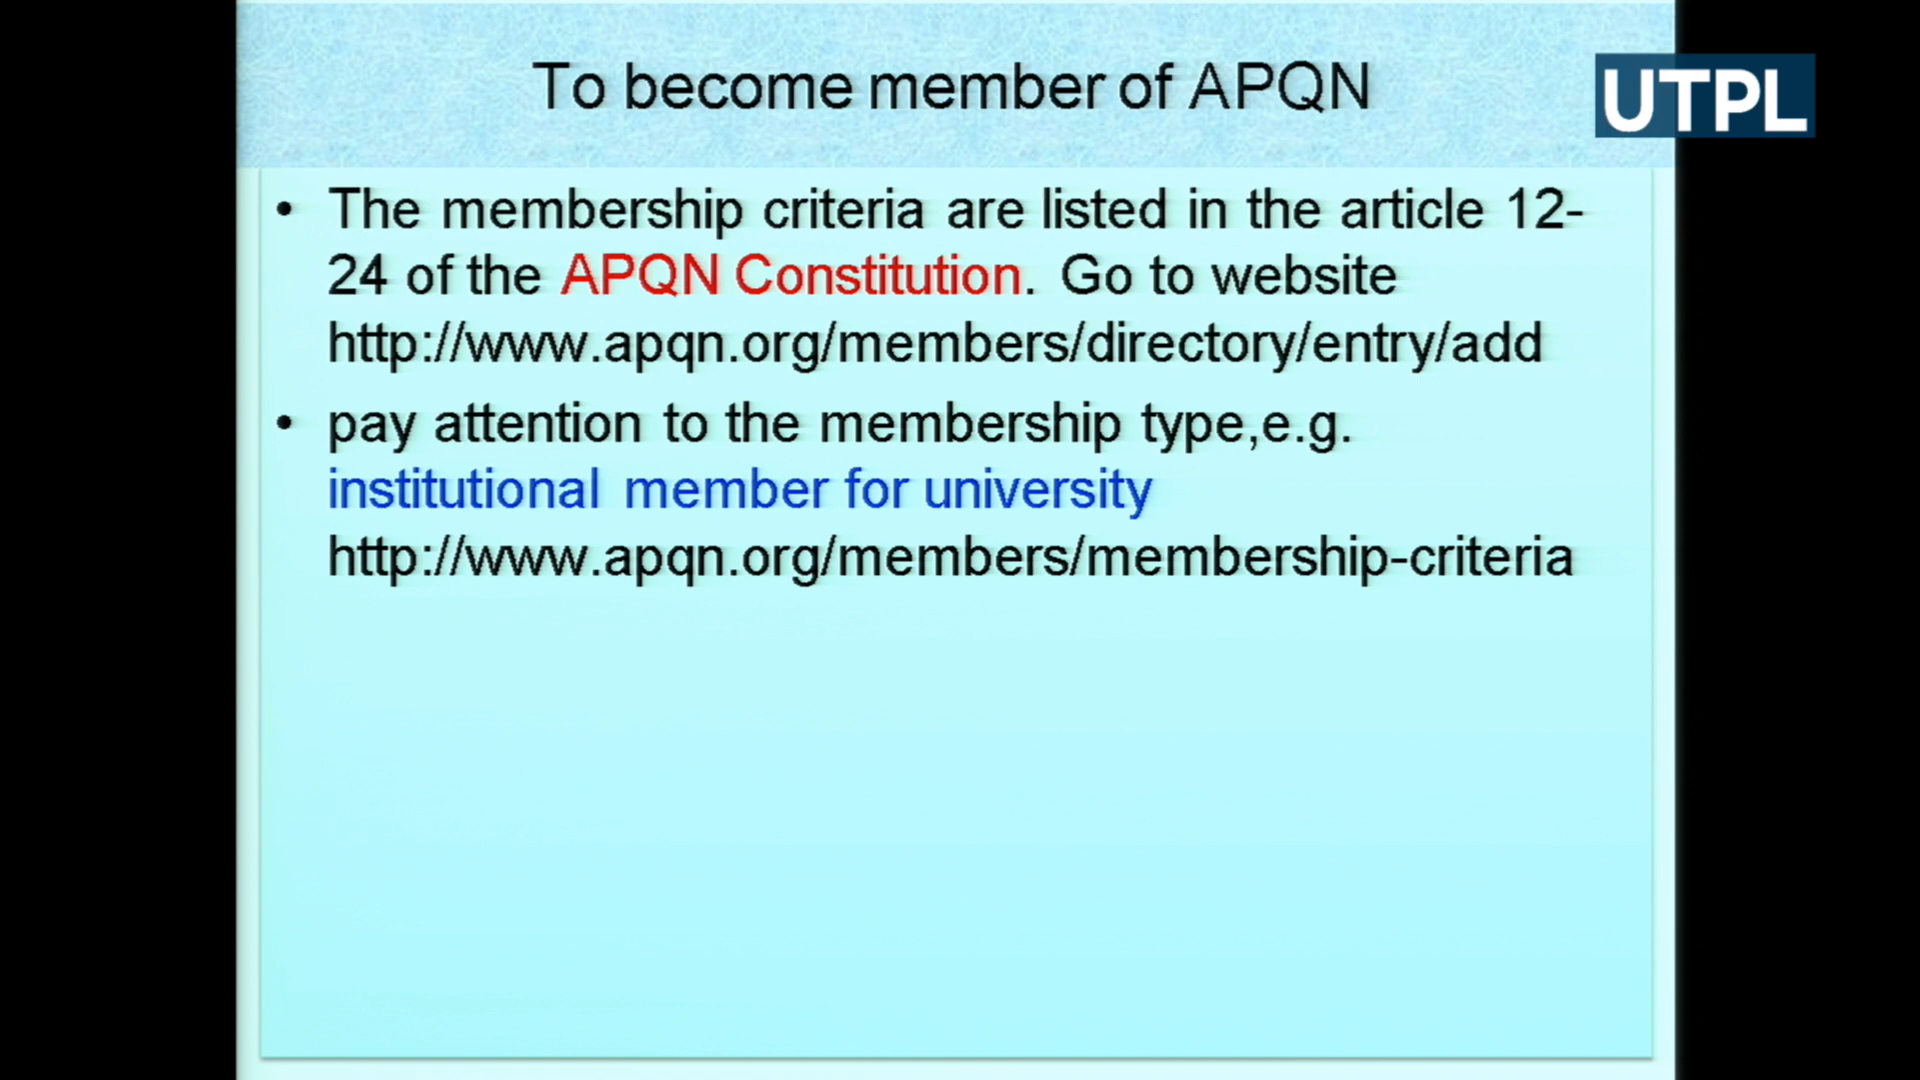 To become member of APQN
UTPL
• The membership criteria are listed in the article 12-
24 of the APQN Constitution. Go to website
http://www.apqn.org/members/directory/entry/add
• pay attention to the membership type,e.g.
institutional member for university
http://www.apqn.org/members/membership-criteria